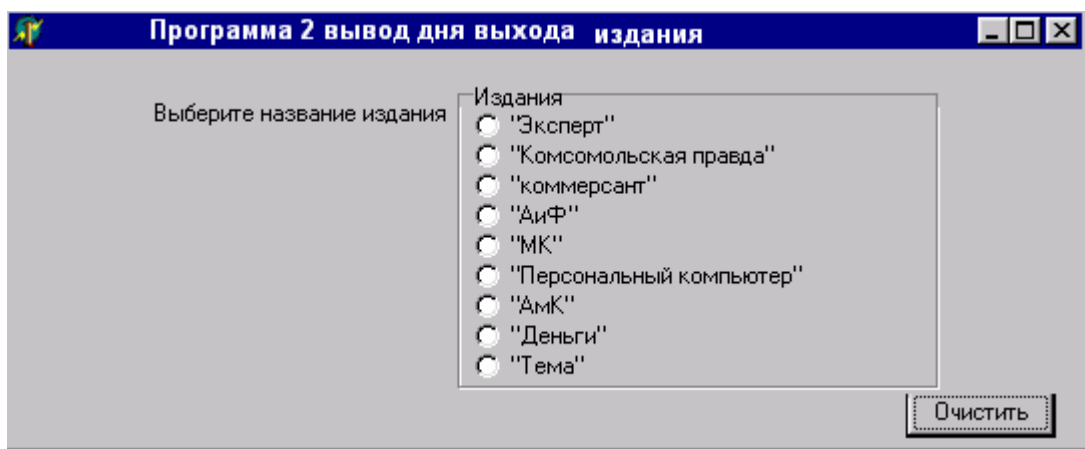 Программа 2 вывод дня выхода издания
Выберите название издания
Издания
"Эксперт"
"Комсомольская правда"
"коммерсант"
"АиФ"
"МК"
"Персональный компьютер"
"АмК"
"Деньги"
"Тема"
Очистить